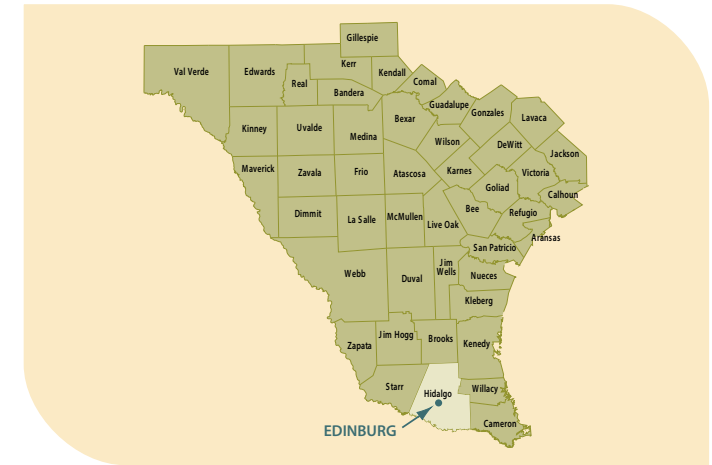 Gillespie
Val Verde
Edwards
Kerr
Real
Kendall
Bandera
Comal
Guadalupe
Gonzales
Lavaca
Kinney
Uvalde
Medina
Bexar
Wilson
DeWitt
Jackson
Maverick
Zavala
Frio
Atascosa
Karnes
Victoria
Goliad
Calhoun
Dimmit
La Salle
McMullen
Live Oak
Bee
Refugio
Aransas
San Patricio
Webb
Duval
Jim
Wells
Nueces
Kleberg
Zapata
Jim Hogg
Brooks
Kenedy
Starr
Hidalgo
Willacy
Cameron
EDINBURG